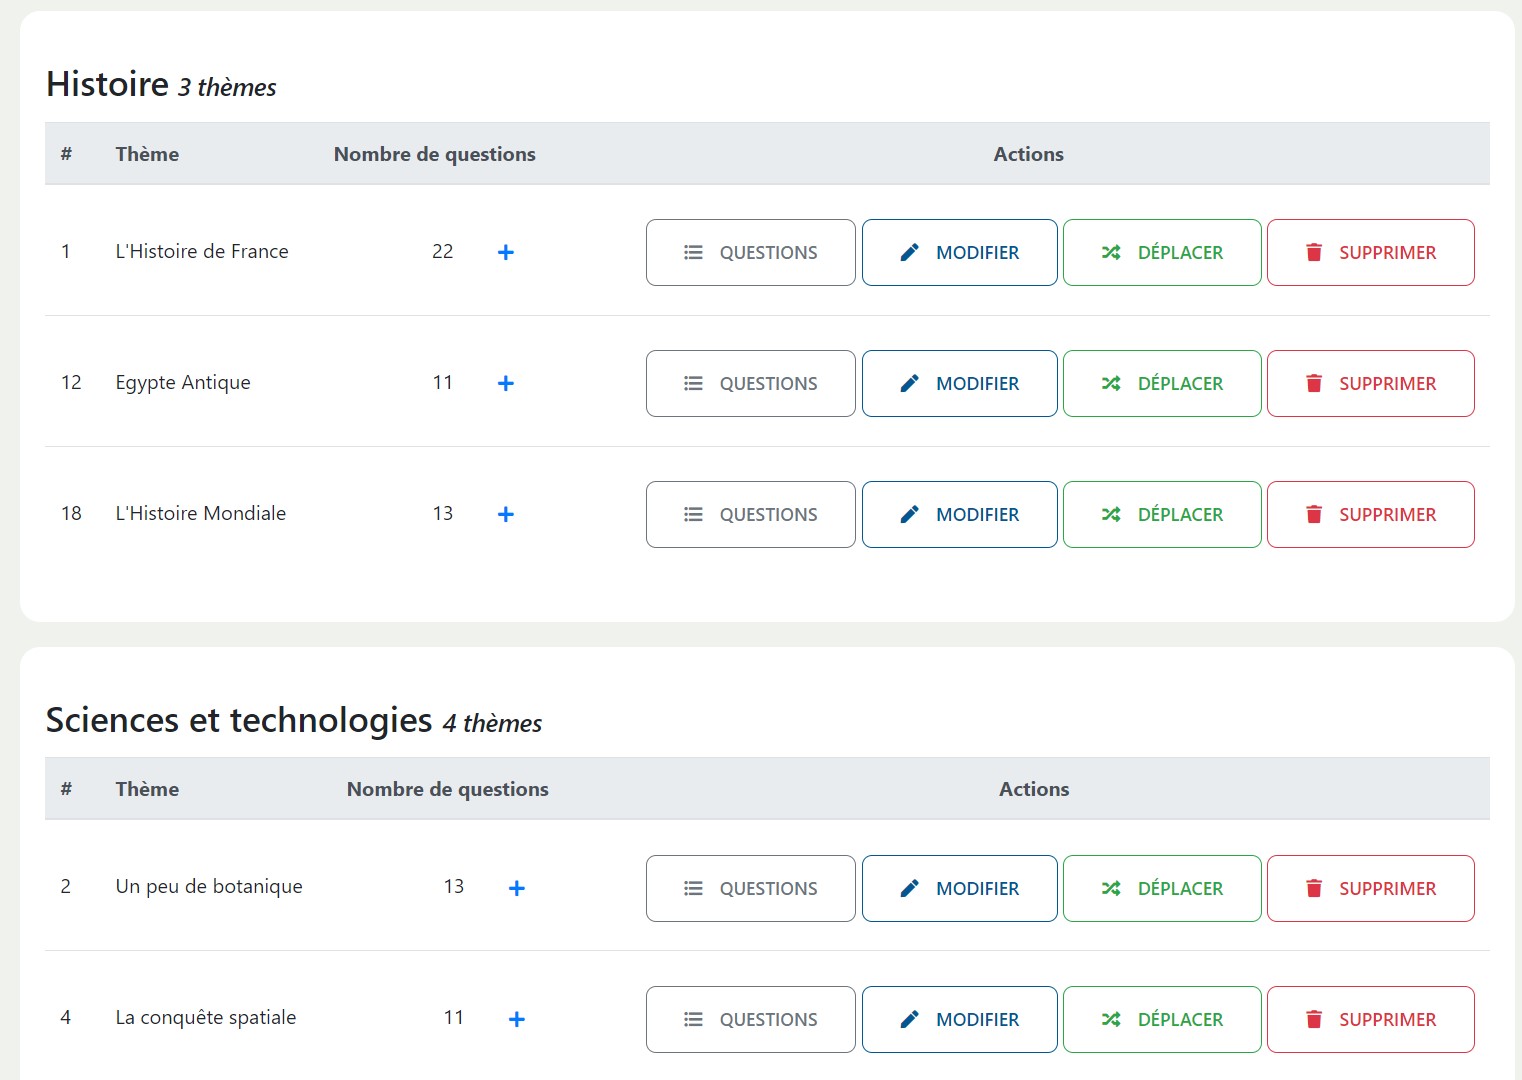 Histoire 3 thèmes
# Thème Nombre de questions Actions
1 L'Histoire de France 22 + QUESTIONS MODIFIER DÉPLACER SUPPRIMER
12 Egypte Antique 11 + QUESTIONS MODIFIER DÉPLACER SUPPRIMER
18 L'Histoire Mondiale 13 + QUESTIONS MODIFIER DÉPLACER SUPPRIMER
Sciences et technologies 4 thèmes
# Thème Nombre de questions Actions
2 Un peu de botanique 13 + QUESTIONS MODIFIER DÉPLACER SUPPRIMER
4 La conquête spatiale 11 + QUESTIONS MODIFIER DÉPLACER SUPPRIMER